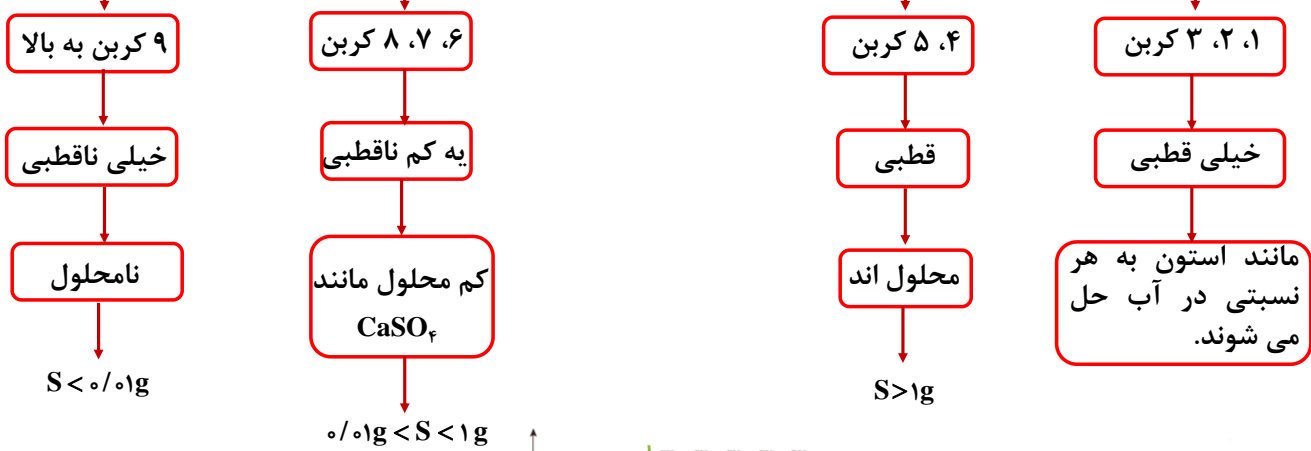 ۱، ۲، ۳ کربن
خیلی قطبی
مانند استون به هر
نسبتی در آب حل
می شوند.
۴، ۵ کربن
قطبی
محلول اند
S>۱g
۶، ۷، ۸ کربن
یه کم ناقطبی
کم محلول مانند
CaSO₄
۰/۰۱g < S < ۱g
۹ کربن به بالا
خیلی ناقطبی
نامحلول
S < ۰/۰۱g